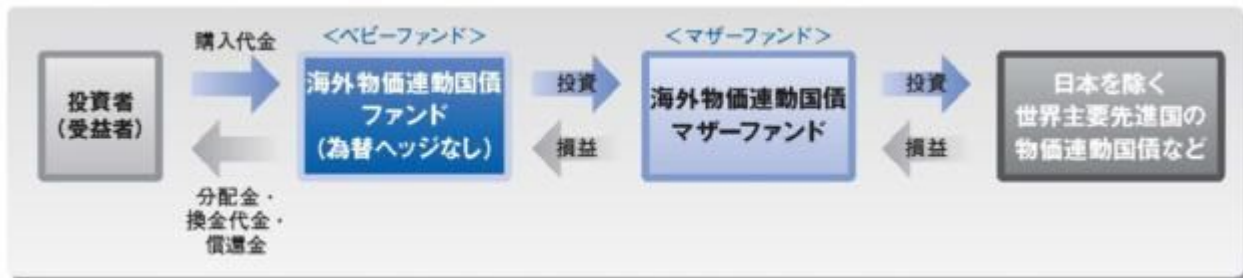 購入代金
投資者
(受益者)
分配金・
換金代金・
償還金
<ベビーファンド>
海外物価連動国債
ファンド
(為替ヘッジなし)
投資
損益
<マザーファンド>
海外物価連動国債
マザーファンド
投資
損益
日本を除く
世界主要先進国の
物価連動国債など